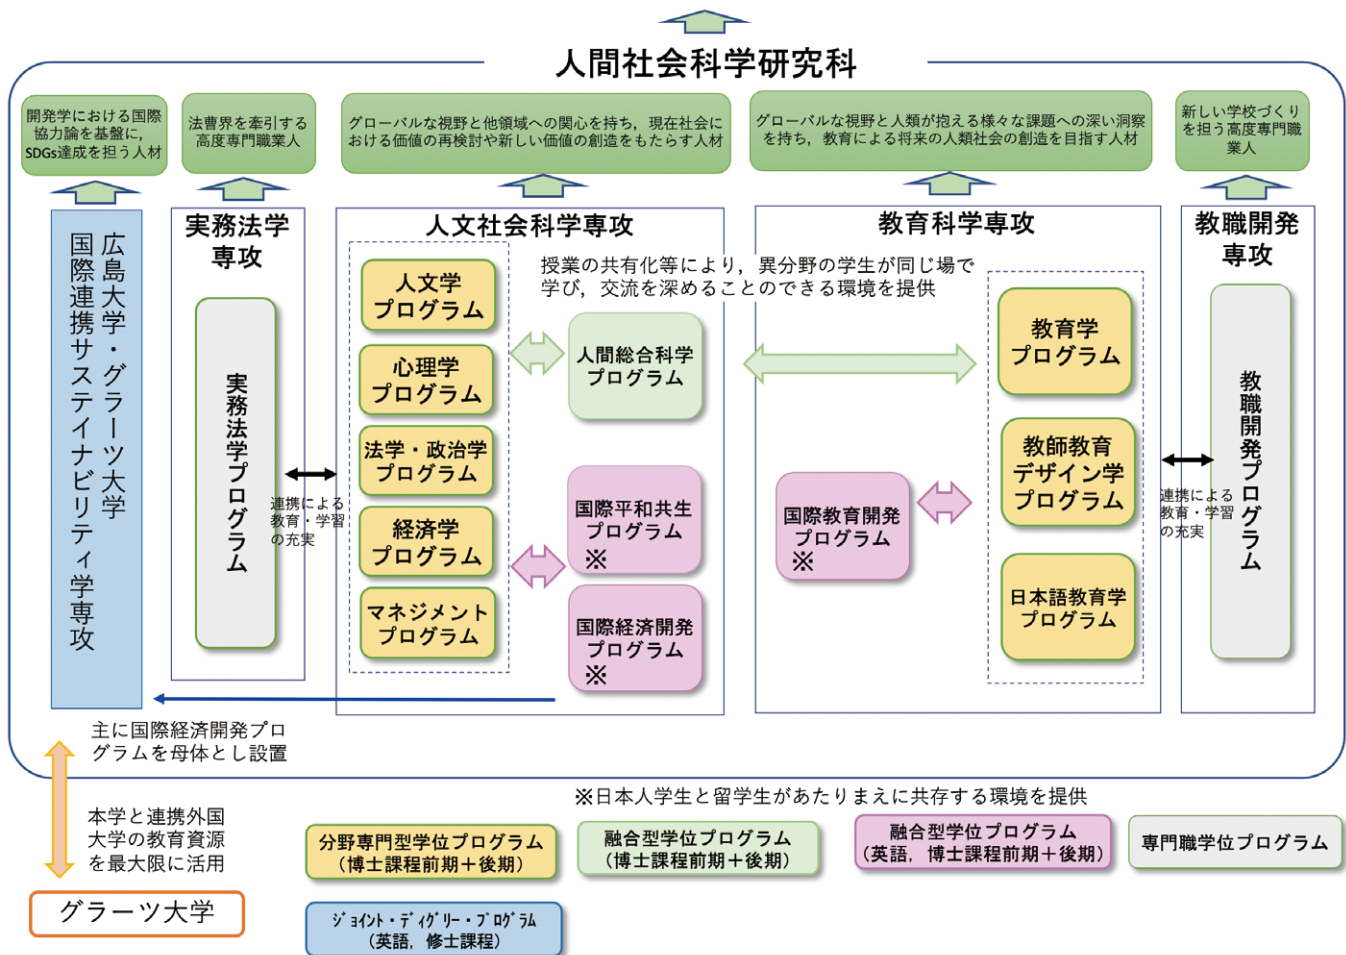 人間社会科学研究科
開発学における国際
協力論を基盤に，
SDGs達成を担う人材
法曹界を牽引する
高度専門職業人
グローバルな視野と他領域への関心を持ち，現在社会に
おける価値の再検討や新しい価値の創造をもたらす人材
グローバルな視野と人類が抱える様々な課題への深い洞察
を持ち，教育による将来の人類社会の創造を目指す人材
新しい学校づくり
を担う高度専門職
業人
広島大学・グラーツ大学
国際連携サステイナビリティ学専攻
実務法学
専攻
実務法学プログラム
連携による
教育・学習
の充実
人文社会科学専攻
人文学
プログラム
心理学
プログラム
法学・政治学
プログラム
経済学
プログラム
マネジメント
プログラム
授業の共有化等により，異分野の学生が同じ場で
学び，交流を深めることのできる環境を提供
人間総合科学
プログラム
国際平和共生
プログラム
※
国際経済開発
プログラム
※
教育科学専攻
国際教育開発
プログラム
※
教育学
プログラム
教師教育
デザイン学
プログラム
日本語教育学
プログラム
連携による
教育・学習
の充実
教職開発
専攻
教職開発プログラム
主に国際経済開発プロ
グラムを母体とし設置
本学と連携外国
大学の教育資源
を最大限に活用
グラーツ大学
※日本人学生と留学生があたりまえに共存する環境を提供
分野専門型学位プログラム
（博士課程前期＋後期）
融合型学位プログラム
（博士課程前期＋後期）
融合型学位プログラム
（英語，博士課程前期＋後期）
専門職学位プログラム
ｼﾞｮｲﾝﾄ・ﾃﾞｨｸﾞﾘｰ・ﾌﾟﾛｸﾞﾗﾑ
（英語，修士課程）